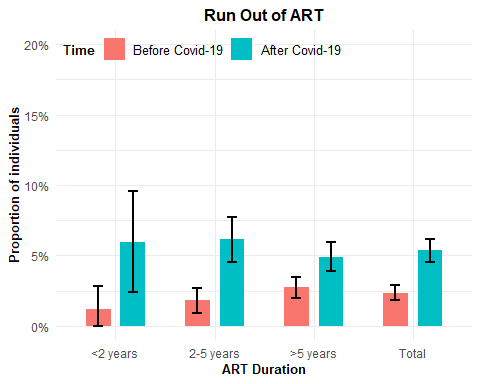 Run Out of ART
Time Before Covid-19 After Covid-19
20%
15%
10%
5%
0%
Proportion of individuals
<2 years 2-5 years >5 years Total
ART Duration